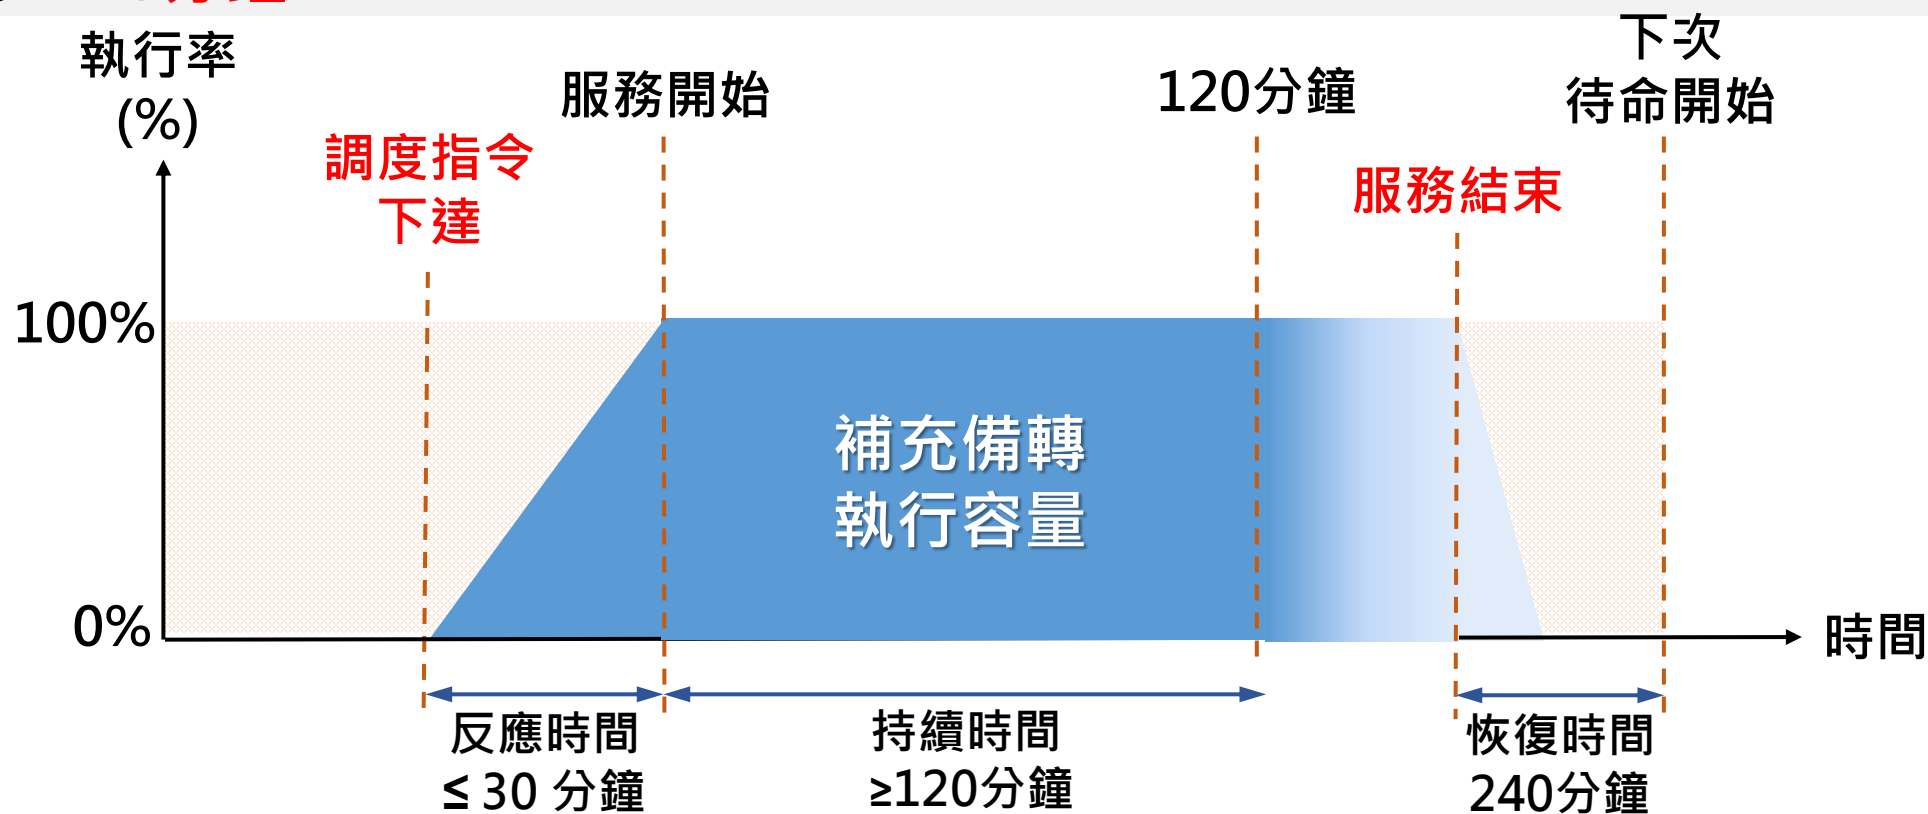 執行率
(%)
調度指令
下達
服務開始
120分鐘
服務結束
下次
待命開始
100%
補充備轉
執行容量
0%
時間
反應時間
≤ 30 分鐘
持續時間
≥120分鐘
恢復時間
240分鐘